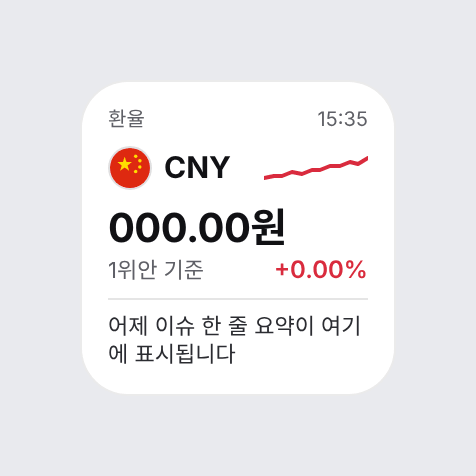 환율 15:35
CNY
000.00원
1위안 기준 +0.00%
어제 이슈 한 줄 요약이 여기
에 표시됩니다